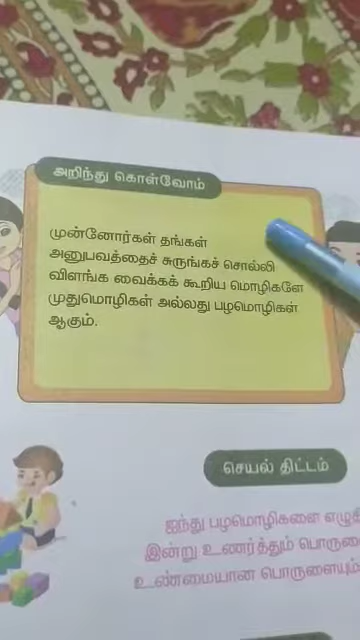 அறிந்து கொள்வோம்
முன்னோர்கள் தங்கள்
அனுபவத்தைச் சுருங்கச் சொல்லி
விளங்க வைக்கக் கூறிய மொழிகளே
முதுமொழிகள் அல்லது பழமொழிகள்
ஆகும்.
செயல் திட்டம்
ஐந்து பழமொழிகளை
இன்று உணர்த்தும்
உண்மையான பொருளையும்